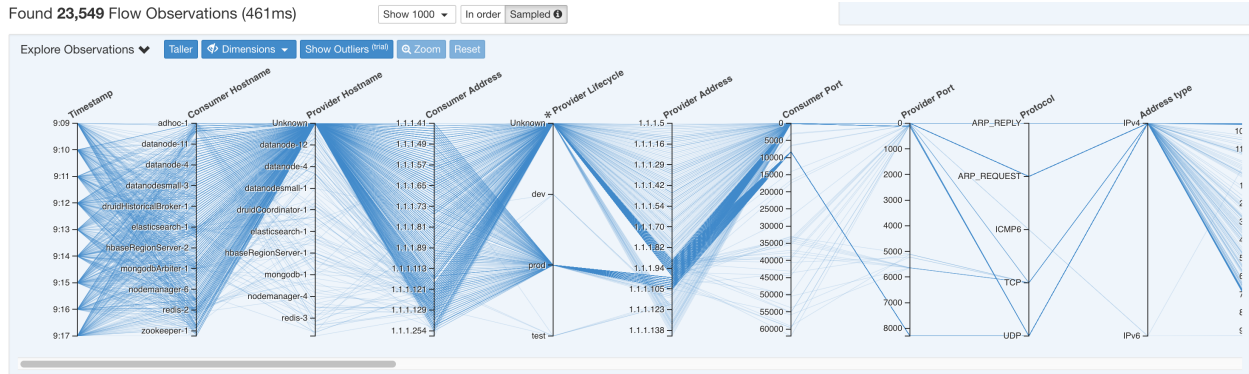 Found 23,549 Flow Observations (461ms)
Show 1000
In order
Sampled
Explore Observations
Taller
Dimensions
Show Outliers (trial)
Zoom
Reset
Timestamp
9:09
9:10
9:11
9:12
9:13
9:14
9:15
9:16
9:17
Consumer Hostname
adhoc-1
datanode-11
datanode-4
datanodesmall-3
druidHistoricalBroker-1
elasticsearch-1
hbaseRegionServer-2
mongodbArbiter-1
nodemanager-6
redis-2
zookeeper-1
Provider Hostname
Unknown
datanode-12
datanode-4
datanodesmall-1
druidCoordinator-1
elasticsearch-1
hbaseRegionServer-1
mongodb-1
nodemanager-4
redis-3
Consumer Address
1.1.1.41
1.1.1.49
1.1.1.57
1.1.1.65
1.1.1.73
1.1.1.81
1.1.1.89
1.1.1.113
1.1.1.121
1.1.1.129
1.1.1.254
* Provider Lifecycle
Unknown
dev
prod
test
Provider Address
1.1.1.5
1.1.1.16
1.1.1.29
1.1.1.42
1.1.1.54
1.1.1.70
1.1.1.82
1.1.1.94
1.1.1.105
1.1.1.123
1.1.1.138
Consumer Port
0
5000
10000
15000
20000
25000
30000
35000
40000
45000
50000
55000
60000
Provider Port
0
1000
2000
3000
4000
5000
6000
7000
8000
Protocol
ARP_REPLY
ARP_REQUEST
ICMP6
TCP
UDP
Address type
IPv4
IPv6